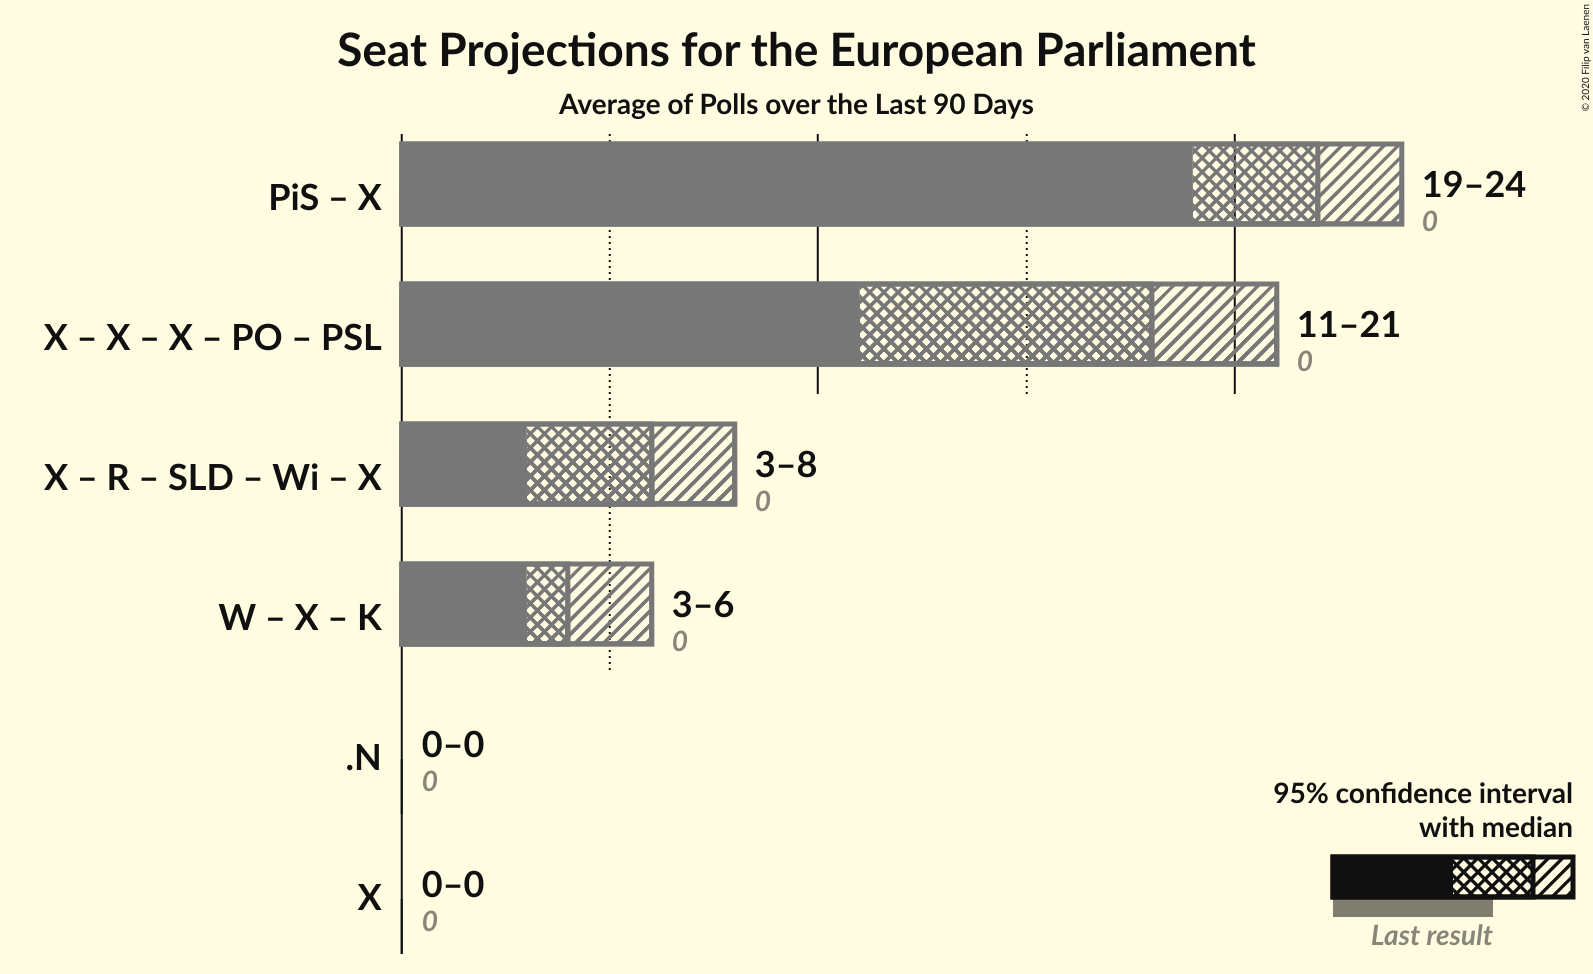 Seat Projections for the European Parliament
Average of Polls over the Last 90 Days
© 2020 Filip van Laenen
PiS – X
19–24
0
X – X – X – PO – PSL
11–21
0
X – R – SLD – Wi – X
3–8
0
W – X – K
3–6
0
.N
0–0
0
X
0–0
0
95% confidence interval
with median
Last result